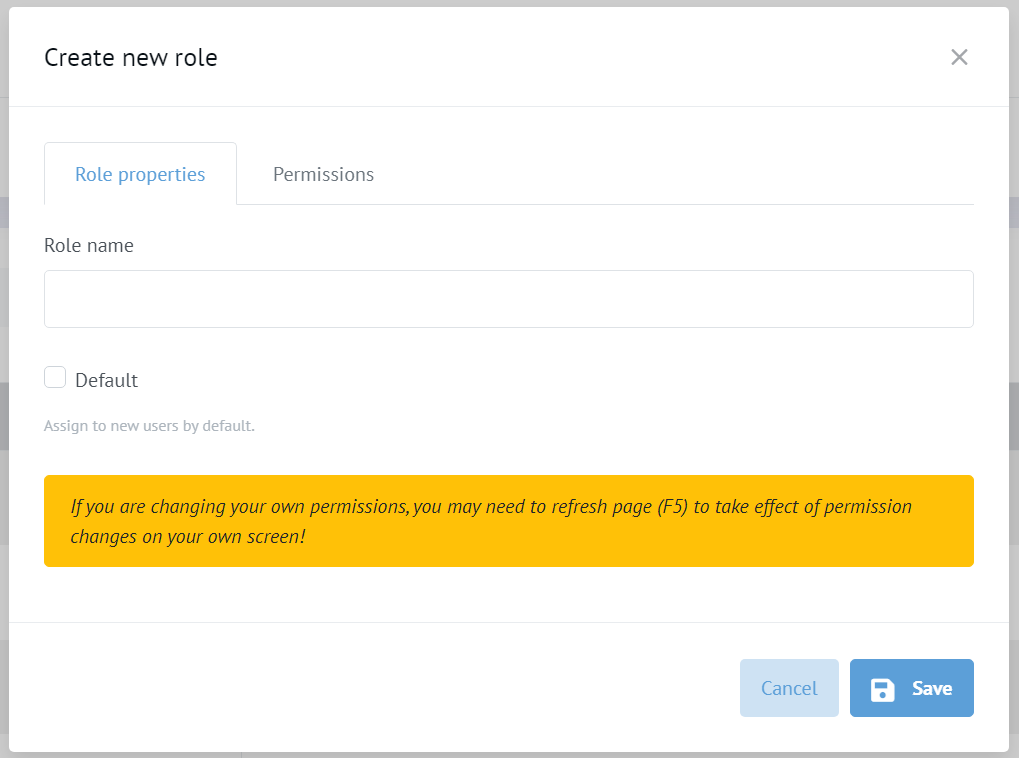 Create new role
Role properties
Permissions
Role name
Default
Assign to new users by default.
If you are changing your own permissions, you may need to refresh page (F5) to take effect of permission
changes on your own screen!
Cancel
Save